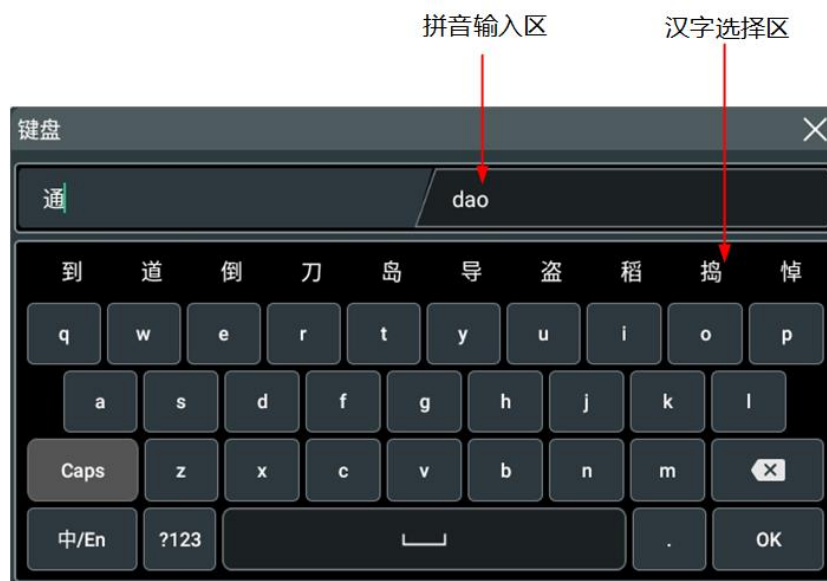 拼音输入区 汉字选择区
键盘
通 dao
到 道 倒 刀 岛 导 盗 稻 捣 悼
q w e r t y u i o p
a s d f g h j k l
Caps z x c v b n m
中/En ?123 . OK